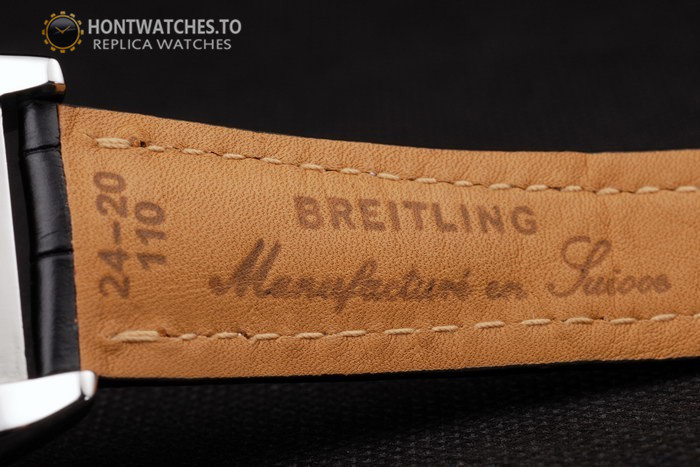 HONTWATCHES.TO
REPLICA WATCHES
24-20
110
BREITLING
Manufacturé en Suisse